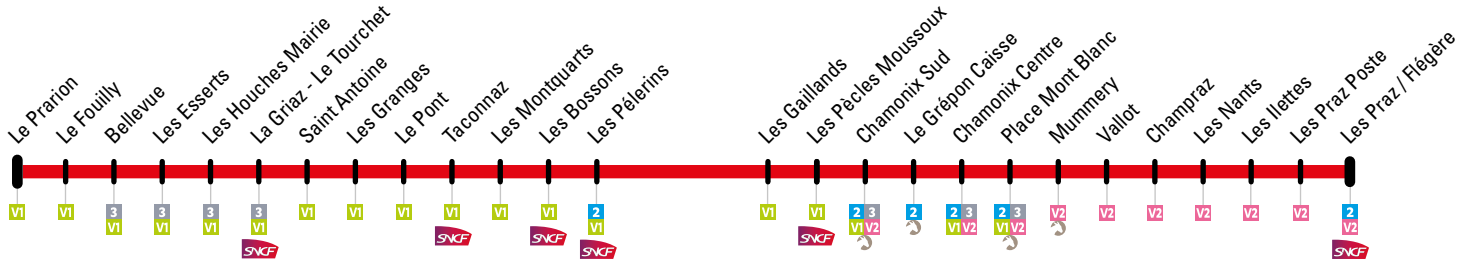 Le Prarion
Le Fouilly
Bellevue
Les Esserts
Les Houches Mairie
La Griaz - Le Tourchet
Saint Antoine
Les Granges
Le Pont
Taconnaz
Les Montquarts
Les Bossons
Les Pélerins
Les Gaillands
Les Pècles Moussoux
Chamonix Sud
Le Grépon Caisse
Chamonix Centre
Place Mont Blanc
Mummery
Vallot
Champraz
Les Nants
Les Ilettes
Les Praz Poste
Les Praz / Flégère
V1 V1 3 3 3 3 V1 V1 V1 V1 V1 V1 2 V1 V1 2 3 2 2 3 2 3 V2 V2 V2 V2 V2 V2 2
V1 V1 V1 V1 V1 V1 V2 V1 V2 V1 V2 V2
SNCF SNCF SNCF SNCF SNCF SNCF